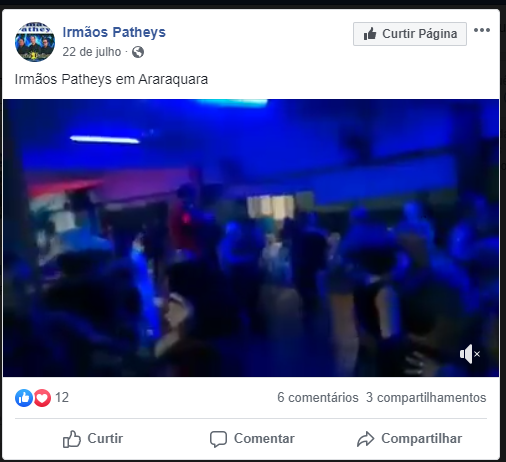 Irmãos Patheys
Curtir Página
22 de julho
Irmãos Patheys em Araraquara
12
6 comentários 3 compartilhamentos
Curtir
Comentar
Compartilhar